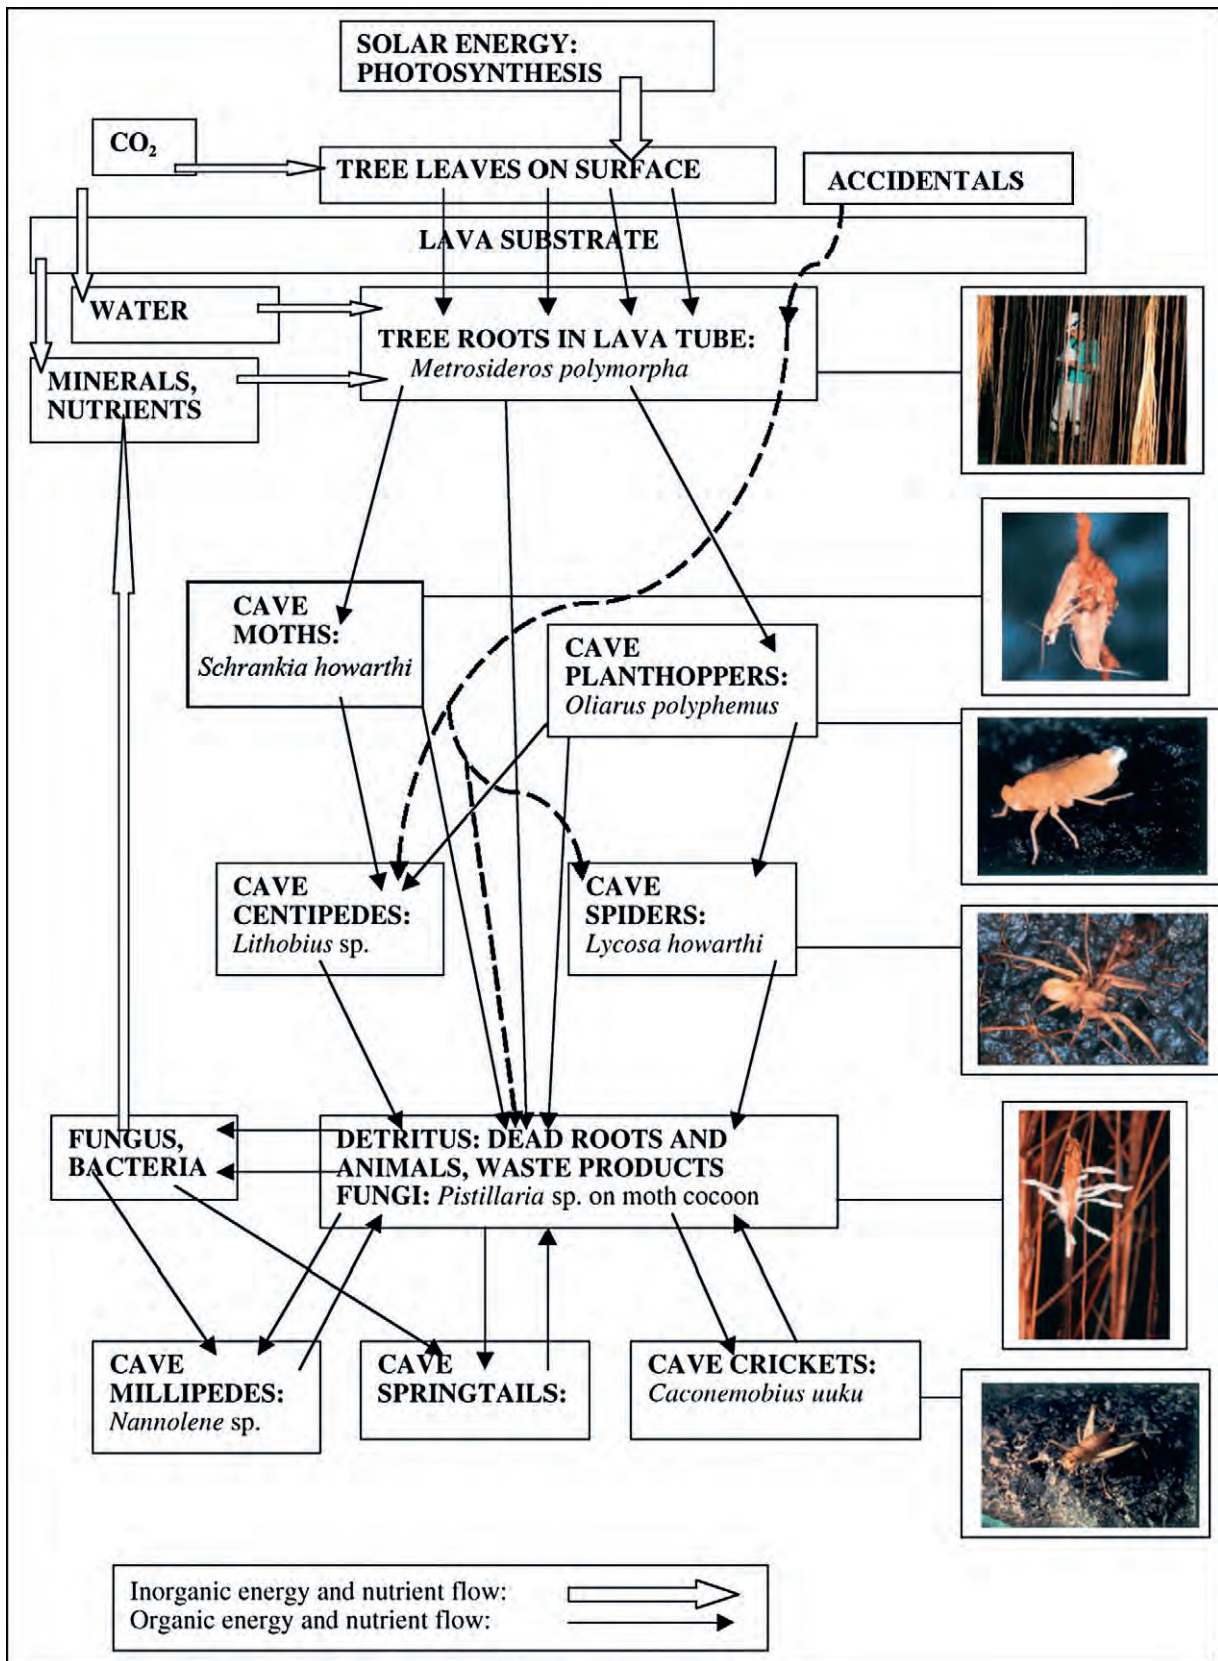 SOLAR ENERGY:
PHOTOSYNTHESIS
CO₂
TREE LEAVES ON SURFACE
ACCIDENTALS
LAVA SUBSTRATE
WATER
TREE ROOTS IN LAVA TUBE:
Metrosideros polymorpha
MINERALS,
NUTRIENTS
CAVE
MOTHS:
Schrankia howarthi
CAVE
PLANTHOPPERS:
Oliarus polyphemus
CAVE
CENTIPEDES:
Lithobius sp.
CAVE
SPIDERS:
Lycosa howarthi
FUNGUS,
BACTERIA
DETRITUS: DEAD ROOTS AND
ANIMALS, WASTE PRODUCTS
FUNGI: Pistillaria sp. on moth cocoon
CAVE
MILLIPEDES:
Nannolene sp.
CAVE
SPRINGTAILS:
CAVE CRICKETS:
Caconemobius uuku
Inorganic energy and nutrient flow:
Organic energy and nutrient flow: